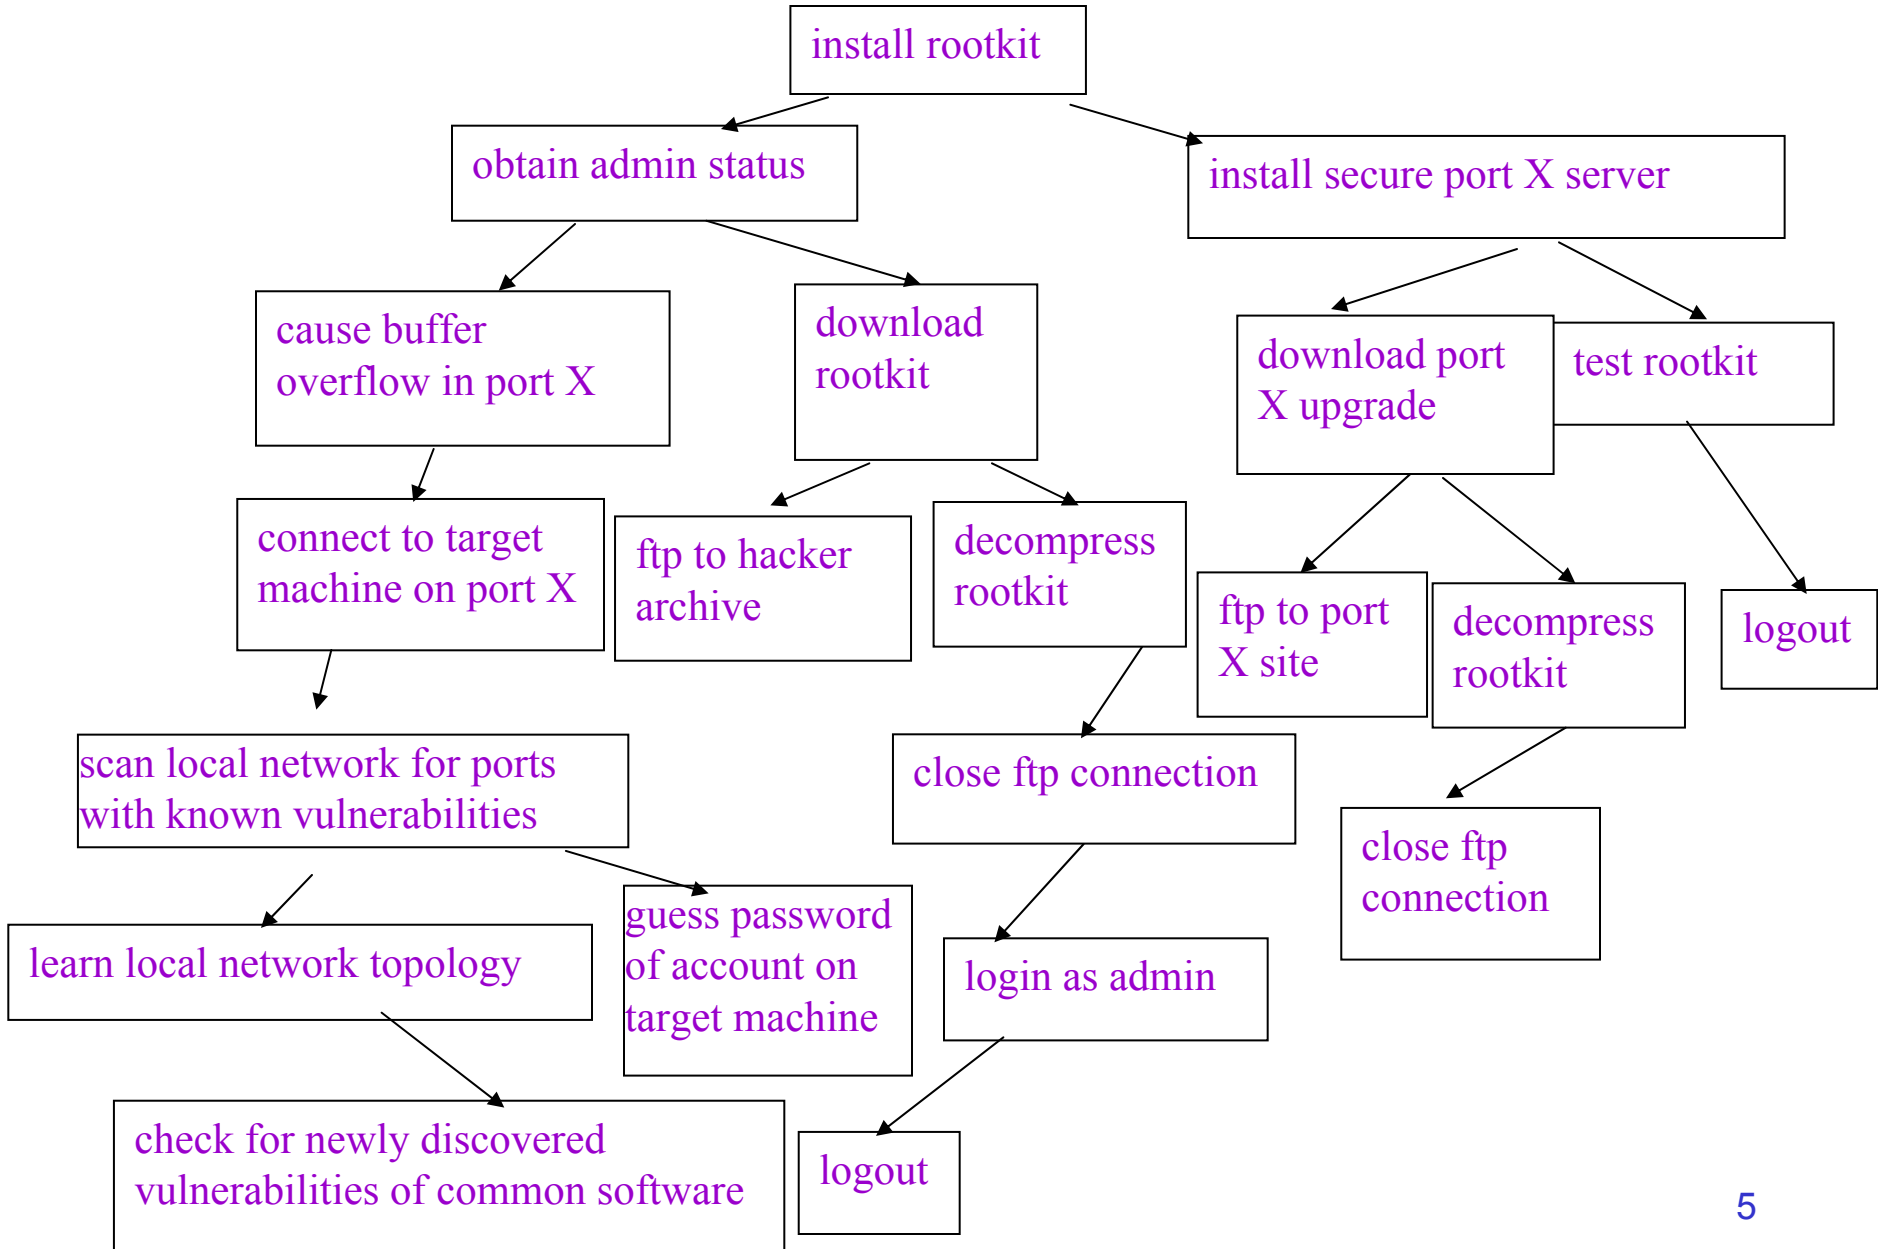 install rootkit
obtain admin status
install secure port X server
cause buffer
overflow in port X
download
rootkit
download port
X upgrade
test rootkit
connect to target
machine on port X
ftp to hacker
archive
decompress
rootkit
ftp to port
X site
decompress
rootkit
logout
scan local network for ports
with known vulnerabilities
close ftp connection
close ftp
connection
learn local network topology
guess password
of account on
target machine
login as admin
check for newly discovered
vulnerabilities of common software
logout
5